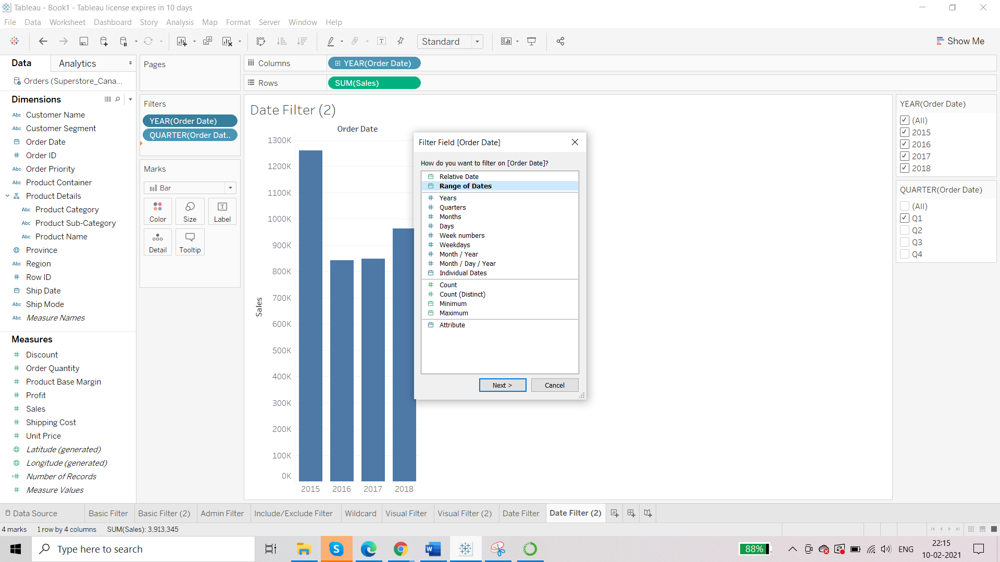 Tableau - Book1 - Tableau license expires in 10 days
File Data Worksheet Dashboard Story Analysis Map Format Server Window Help
Standard
Show Me
Data
Analytics
Orders (Superstore_Cana...
Dimensions
Abc Customer Name
Abc Customer Segment
Order Date
Order ID
Abc Order Priority
Abc Product Container
Product Details
Abc Product Category
Abc Product Sub-Category
Abc Product Name
Province
Abc Region
Row ID
Ship Date
Abc Ship Mode
Abc Measure Names
Measures
Discount
Order Quantity
Product Base Margin
Profit
Sales
Shipping Cost
Unit Price
Latitude (generated)
Longitude (generated)
Number of Records
Measure Values
Pages
Filters
YEAR(Order Date)
QUARTER(Order Dat..
Marks
Bar
Color Size Label
Detail Tooltip
Columns
YEAR(Order Date)
Rows
SUM(Sales)
Date Filter (2)
Order Date
1300K
1200K
1100K
1000K
900K
800K
700K
600K
500K
400K
300K
200K
100K
0K
Sales
2015 2016 2017 2018
Filter Field [Order Date]
How do you want to filter on [Order Date]?
Relative Date
Range of Dates
Years
Quarters
Months
Days
Week numbers
Weekdays
Month / Year
Month / Day / Year
Individual Dates
Count
Count (Distinct)
Minimum
Maximum
Attribute
Next >
Cancel
YEAR(Order Date)
(All)
2015
2016
2017
2018
QUARTER(Order Date)
(All)
Q1
Q2
Q3
Q4
Data Source Basic Filter Basic Filter (2) Admin Filter Include/Exclude Filter Wildcard Visual Filter Visual Filter (2) Date Filter Date Filter (2)
4 marks 1 row by 4 columns SUM(Sales): 3,913,345
Type here to search
88%
ENG
22:15
10-02-2021